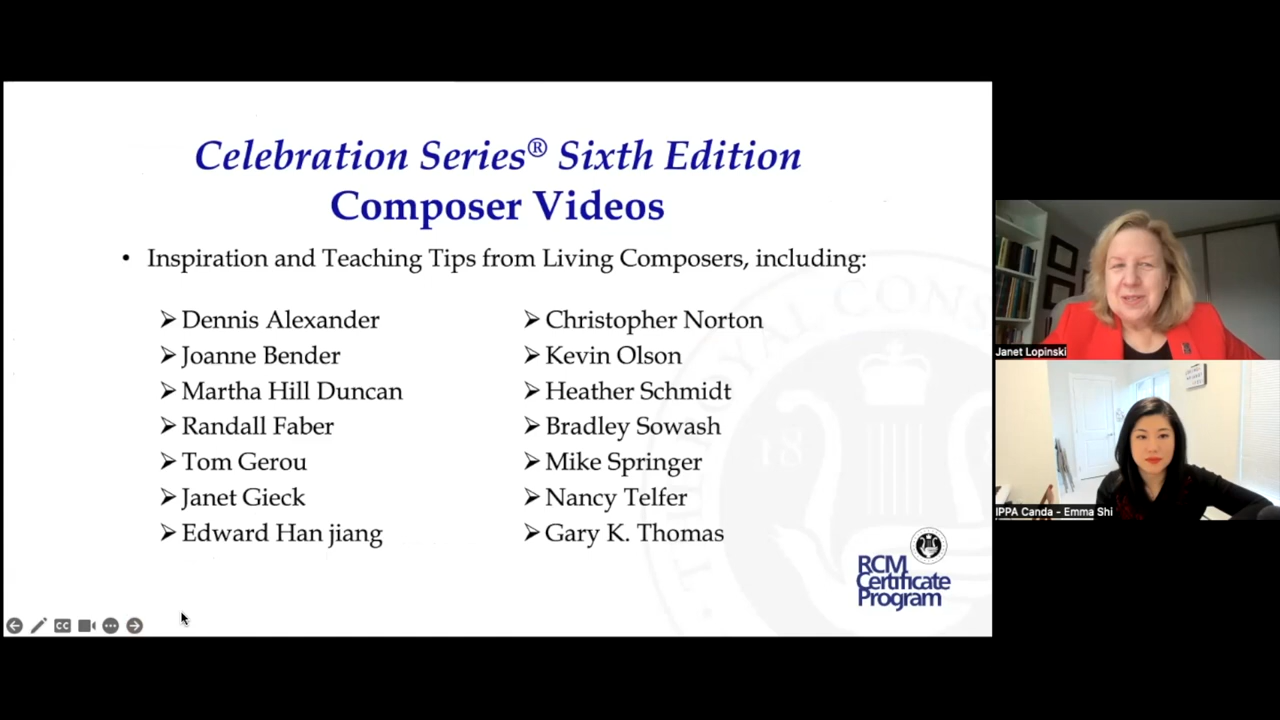 Celebration Series® Sixth Edition
Composer Videos
• Inspiration and Teaching Tips from Living Composers, including:
➢ Dennis Alexander
➢ Joanne Bender
➢ Martha Hill Duncan
➢ Randall Faber
➢ Tom Gerou
➢ Janet Gieck
➢ Edward Han jiang
➢ Christopher Norton
➢ Kevin Olson
➢ Heather Schmidt
➢ Bradley Sowash
➢ Mike Springer
➢ Nancy Telfer
➢ Gary K. Thomas
RCM
Certificate
Program
CC
Janet Lopinski
IPPA Canda - Emma Shi